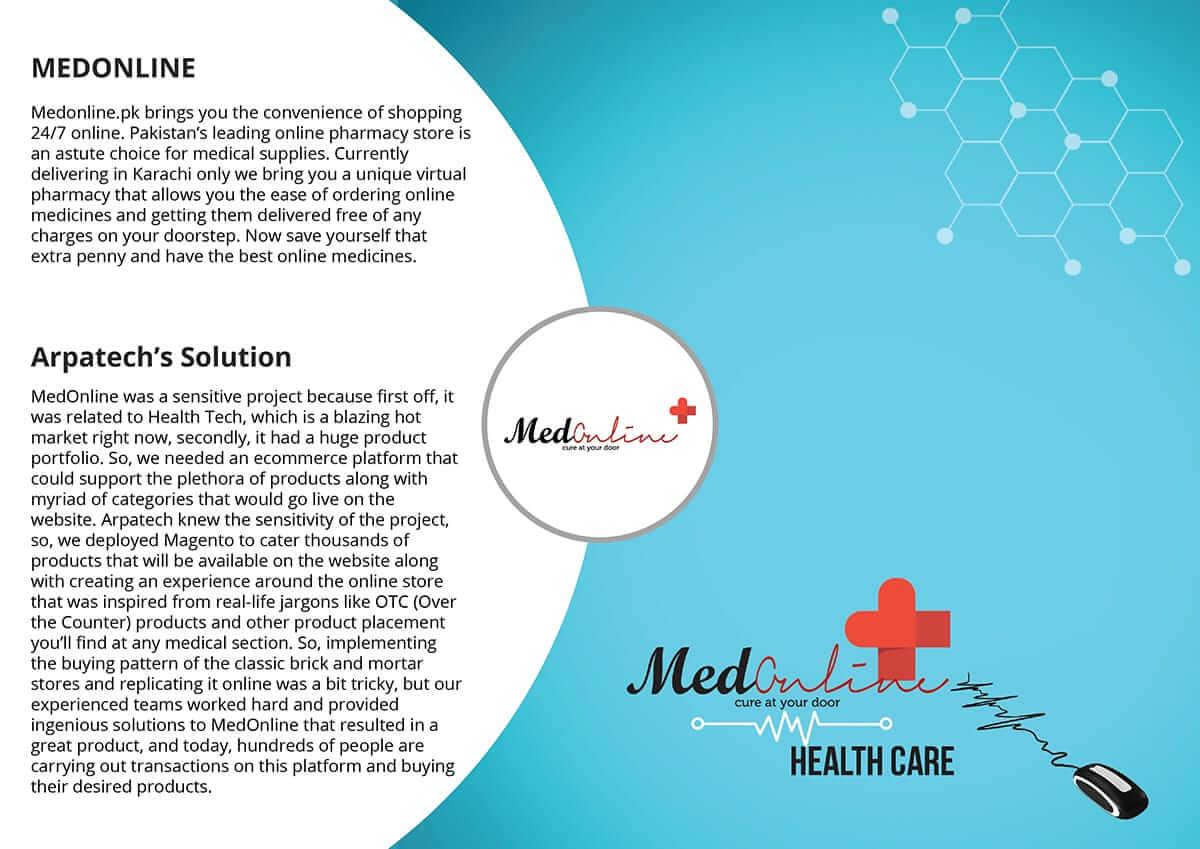 MEDONLINE
Medonline.pk brings you the convenience of shopping
24/7 online. Pakistan’s leading online pharmacy store is
an astute choice for medical supplies. Currently
delivering in Karachi only we bring you a unique virtual
pharmacy that allows you the ease of ordering online
medicines and getting them delivered free of any
charges on your doorstep. Now save yourself that
extra penny and have the best online medicines.
Arpatech’s Solution
MedOnline was a sensitive project because first off, it
was related to Health Tech, which is a blazing hot
market right now, secondly, it had a huge product
portfolio. So, we needed an ecommerce platform that
could support the plethora of products along with
myriad of categories that would go live on the
website. Arpatech knew the sensitivity of the project,
so, we deployed Magento to cater thousands of
products that will be available on the website along
with creating an experience around the online store
that was inspired from real-life jargons like OTC (Over
the Counter) products and other product placement
you’ll find at any medical section. So, implementing
the buying pattern of the classic brick and mortar
stores and replicating it online was a bit tricky, but our
experienced teams worked hard and provided
ingenious solutions to MedOnline that resulted in a
great product, and today, hundreds of people are
carrying out transactions on this platform and buying
their desired products.
MedOnline
cure at your door
MedOnline
cure at your door
HEALTH CARE